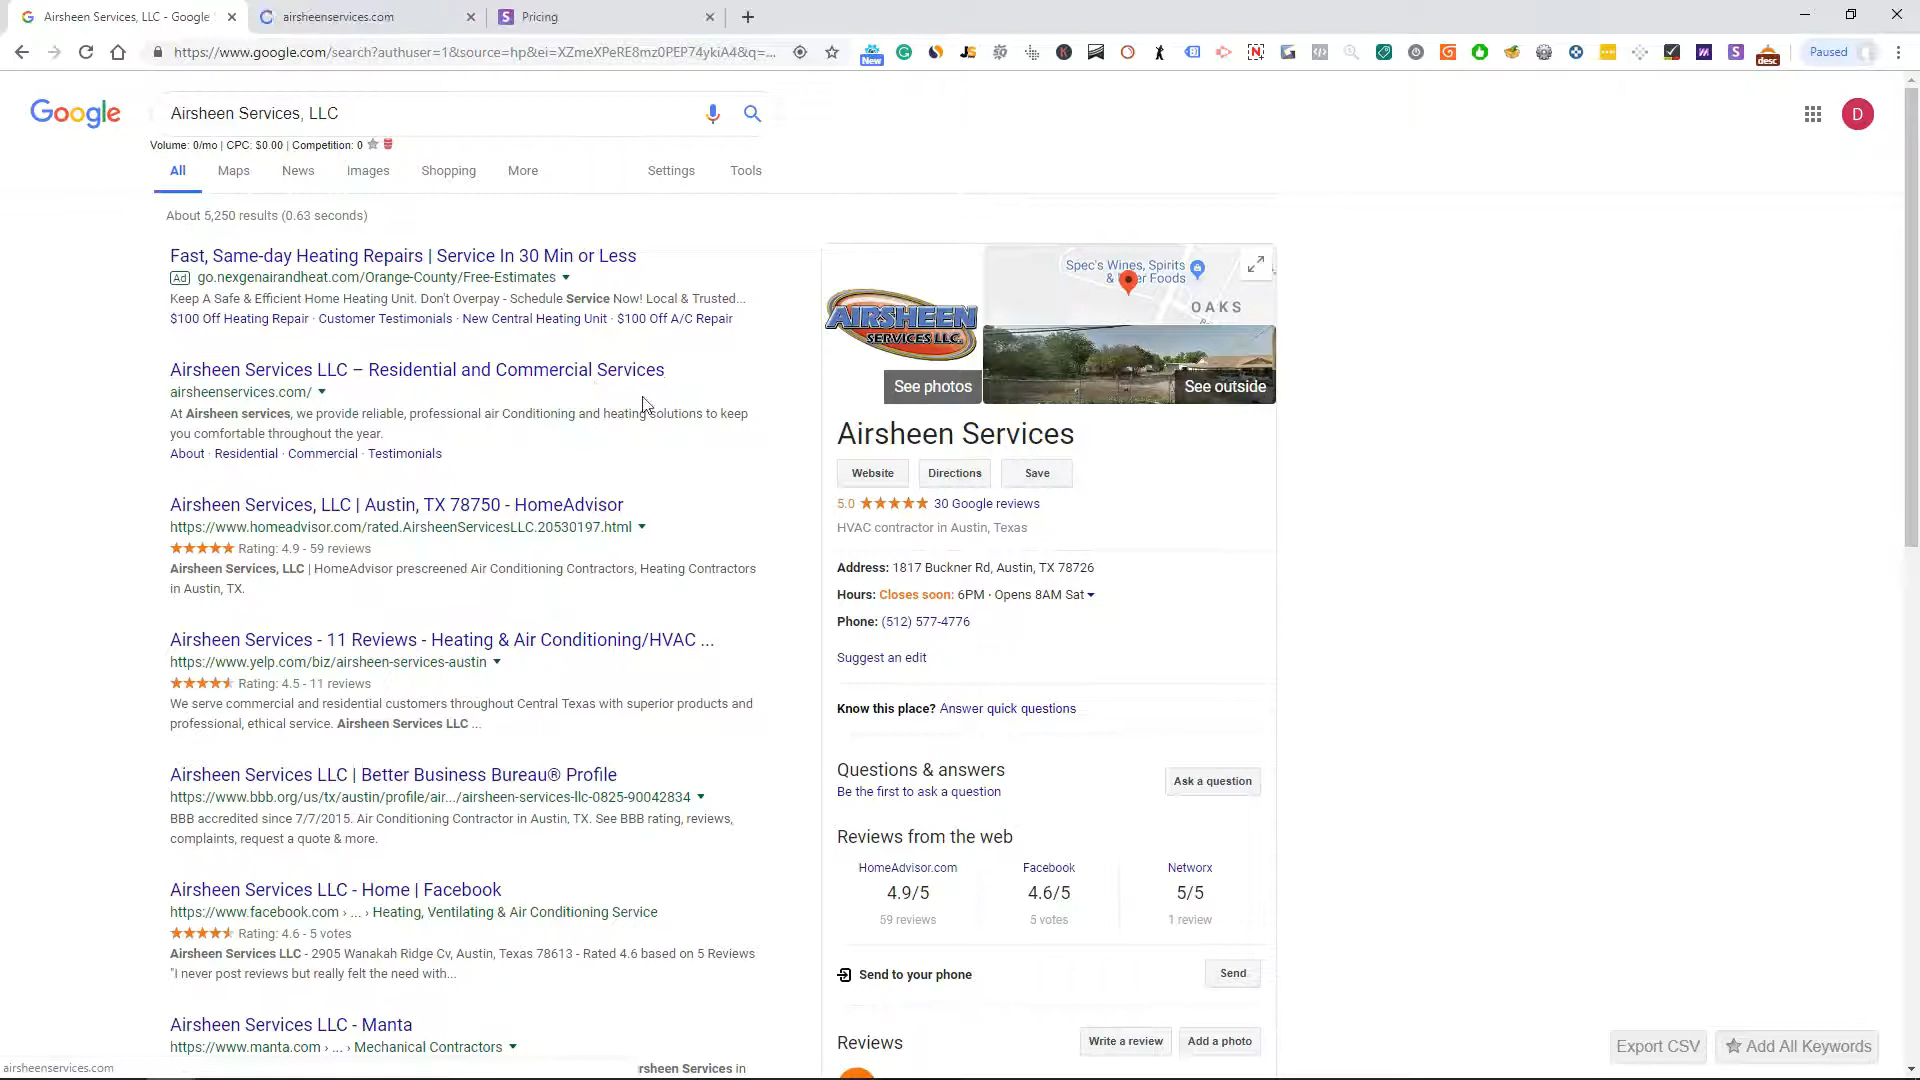 Airsheen Services, LLC - Google
airsheenservices.com
Pricing
https://www.google.com/search?authuser=1&source=hp&ei=XZmeXPeRE8mz0PEP74ykiA4&q=...
New
desc
Paused
Google
Airsheen Services, LLC
D
Volume: 0/mo | CPC: $0.00 | Competition: 0
All
Maps
News
Images
Shopping
More
Settings
Tools
About 5,250 results (0.63 seconds)
Fast, Same-day Heating Repairs | Service In 30 Min or Less
Ad go.nexgenairandheat.com/Orange-County/Free-Estimates
Keep A Safe & Efficient Home Heating Unit. Don't Overpay - Schedule Service Now! Local & Trusted...
$100 Off Heating Repair · Customer Testimonials · New Central Heating Unit · $100 Off A/C Repair
Airsheen Services LLC – Residential and Commercial Services
airsheenservices.com/
At Airsheen services, we provide reliable, professional air Conditioning and heating solutions to keep
you comfortable throughout the year.
About · Residential · Commercial · Testimonials
Airsheen Services, LLC | Austin, TX 78750 - HomeAdvisor
https://www.homeadvisor.com/rated.AirsheenServicesLLC.20530197.html
Rating: 4.9 - 59 reviews
Airsheen Services, LLC | HomeAdvisor prescreened Air Conditioning Contractors, Heating Contractors
in Austin, TX.
Airsheen Services - 11 Reviews - Heating & Air Conditioning/HVAC ...
https://www.yelp.com/biz/airsheen-services-austin
Rating: 4.5 - 11 reviews
We serve commercial and residential customers throughout Central Texas with superior products and
professional, ethical service. Airsheen Services LLC ...
Airsheen Services LLC | Better Business Bureau® Profile
https://www.bbb.org/us/tx/austin/profile/air.../airsheen-services-llc-0825-90042834
BBB accredited since 7/7/2015. Air Conditioning Contractor in Austin, TX. See BBB rating, reviews,
complaints, request a quote & more.
Airsheen Services LLC - Home | Facebook
https://www.facebook.com › ... › Heating, Ventilating & Air Conditioning Service
Rating: 4.6 - 5 votes
Airsheen Services LLC - 2905 Wanakah Ridge Cv, Austin, Texas 78613 - Rated 4.6 based on 5 Reviews
"I never post reviews but really felt the need with...
Airsheen Services LLC - Manta
https://www.manta.com › ... › Mechanical Contractors
rsheen Services in
airsheenservices.com
AIRSHEEN
SERVICES LLC.
See photos
Spec's Wines, Spirits
Foods
OAKS
See outside
Airsheen Services
Website
Directions
Save
5.0 30 Google reviews
HVAC contractor in Austin, Texas
Address: 1817 Buckner Rd, Austin, TX 78726
Hours: Closes soon: 6PM · Opens 8AM Sat
Phone: (512) 577-4776
Suggest an edit
Know this place? Answer quick questions
Questions & answers
Be the first to ask a question
Ask a question
Reviews from the web
HomeAdvisor.com
4.9/5
59 reviews
Facebook
4.6/5
5 votes
Networx
5/5
1 review
Send to your phone
Send
Reviews
Write a review
Add a photo
Export CSV
Add All Keywords